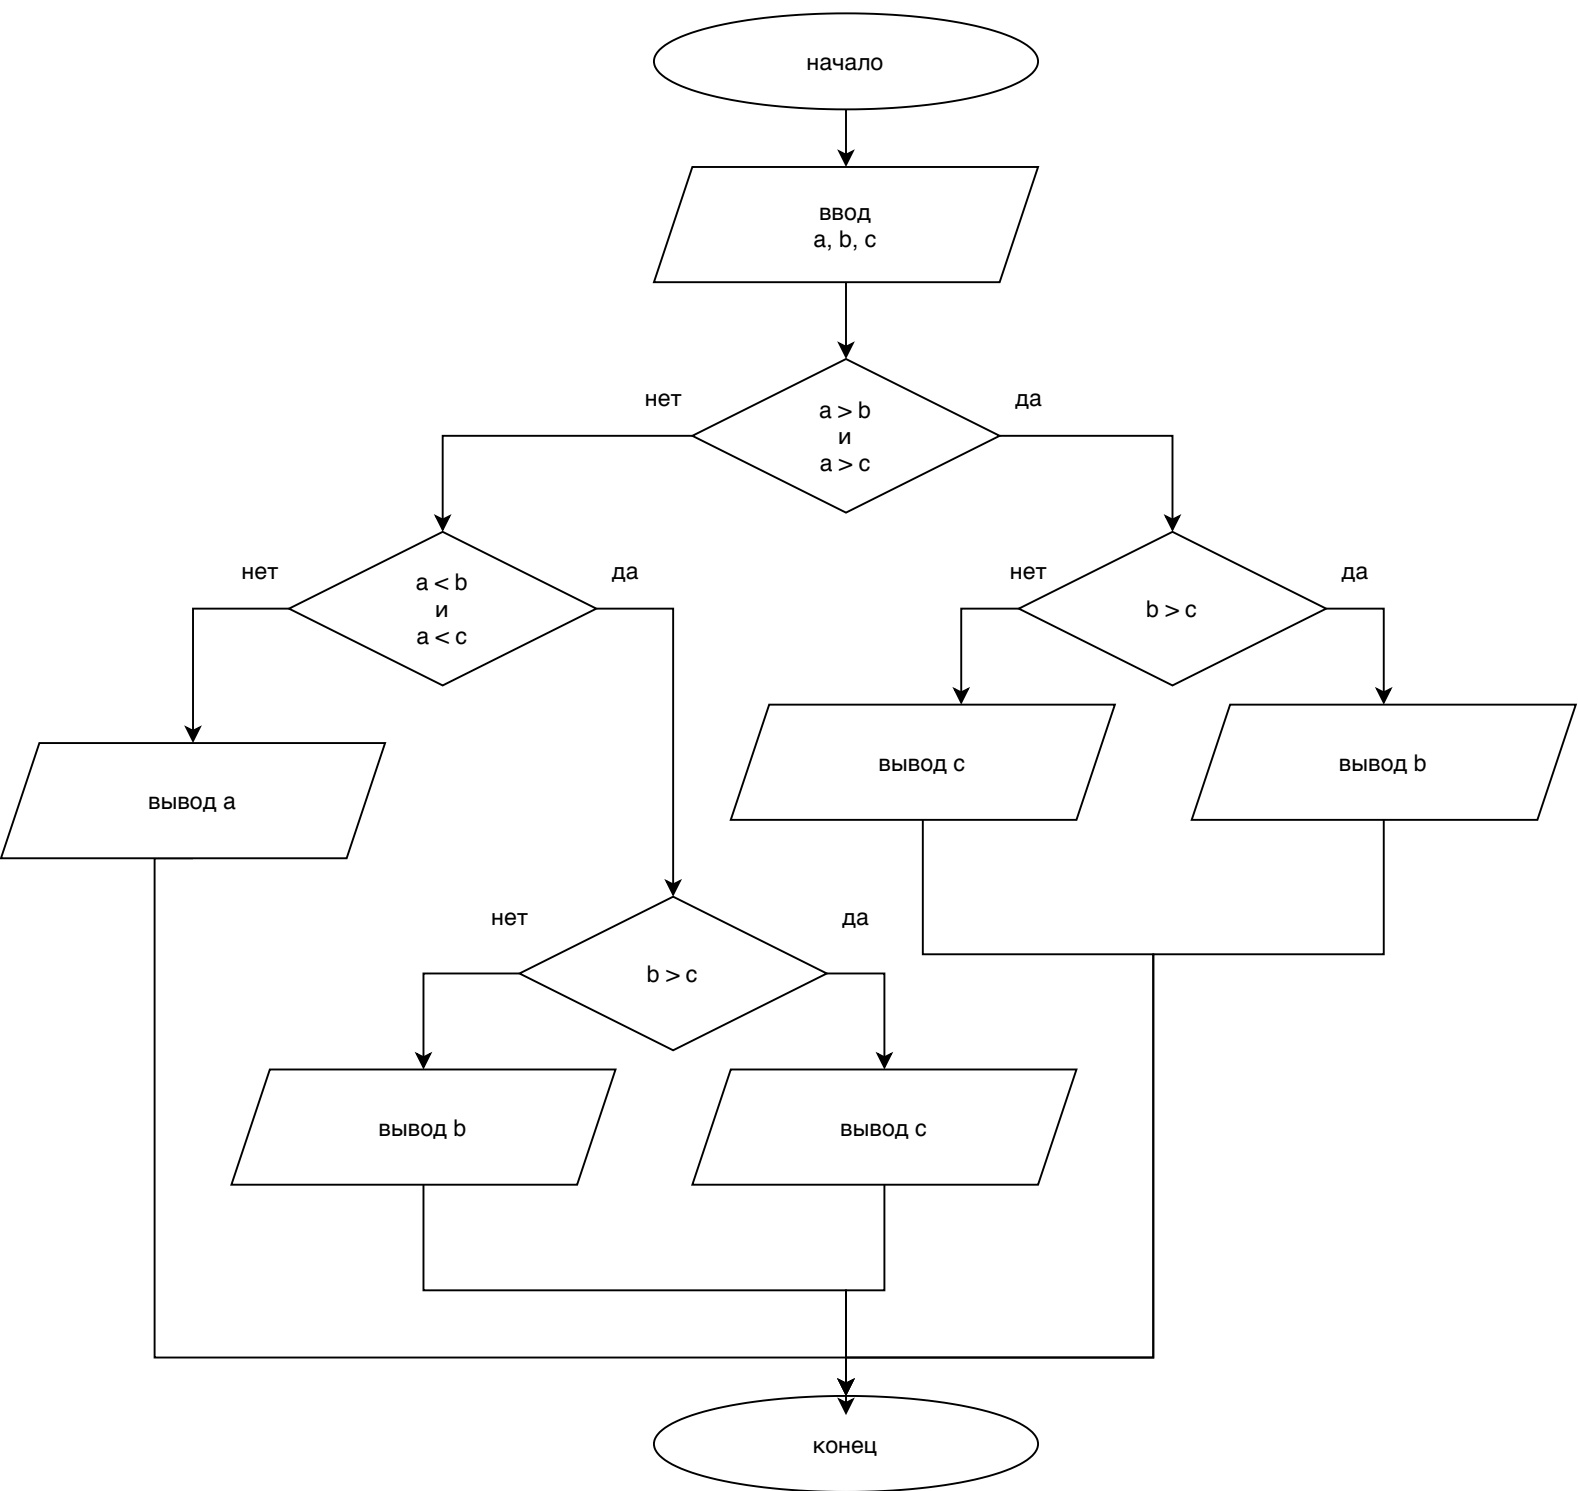 начало
ввод
a, b, c
нет
да
a > b
и
a > c
нет
да
a < b
и
a < c
нет
да
b > c
вывод c
вывод b
вывод a
нет
да
b > c
вывод b
вывод c
конец